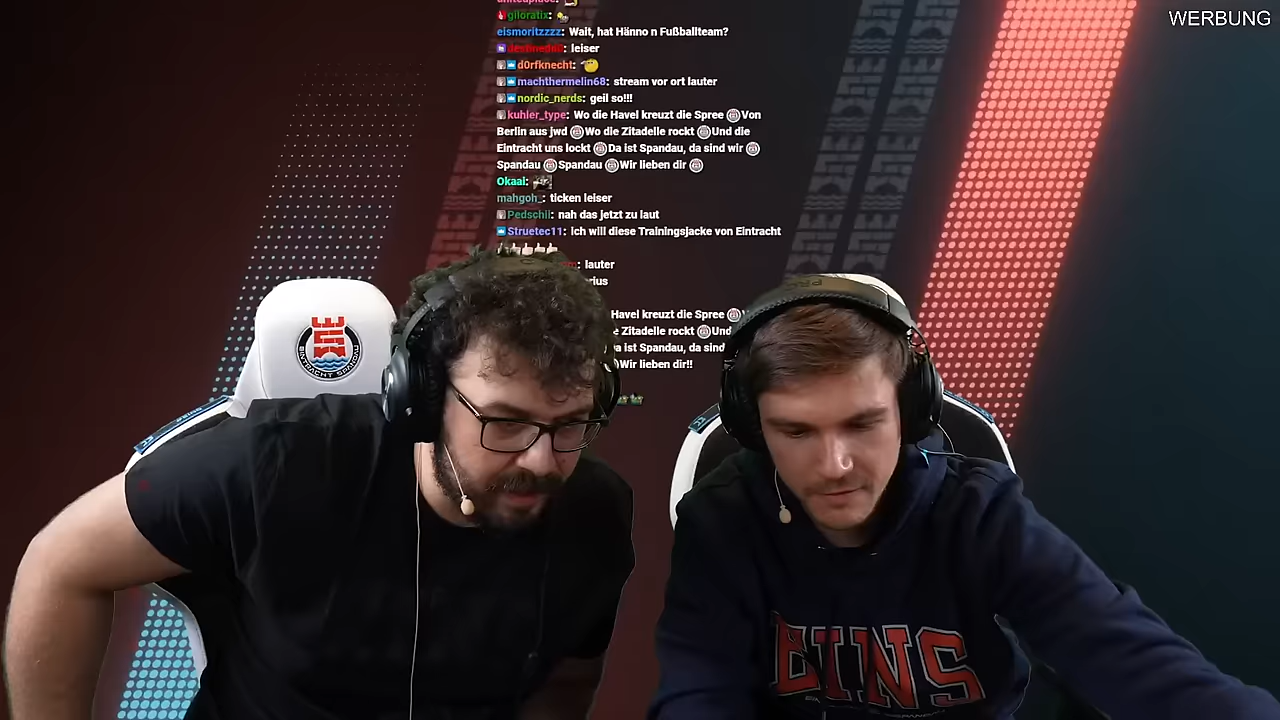 WERBUNG
giloratix:
eismoritzzzz: Wait, hat Hänno n Fußballteam?
leiser
d0rfknecht:
machthermelin68: stream vor ort lauter
nordic_nerds: geil so!!!
kuhler_type: Wo die Havel kreuzt die Spree Von
Berlin aus jwd Wo die Zitadelle rockt Und die
Eintracht uns lockt Da ist Spandau, da sind wir
Spandau Spandau Wir lieben dir
Okaai:
mahgoh_: ticken leiser
Pedschii: nah das jetzt zu laut
Struetec11: ich will diese Trainingsjacke von Eintracht
: lauter
rius
Havel kreuzt die Spree
e Zitadelle rockt Und
a ist Spandau, da sind
Wir lieben dir!!
EINS
EINTRACHT SPANDAU
EINS